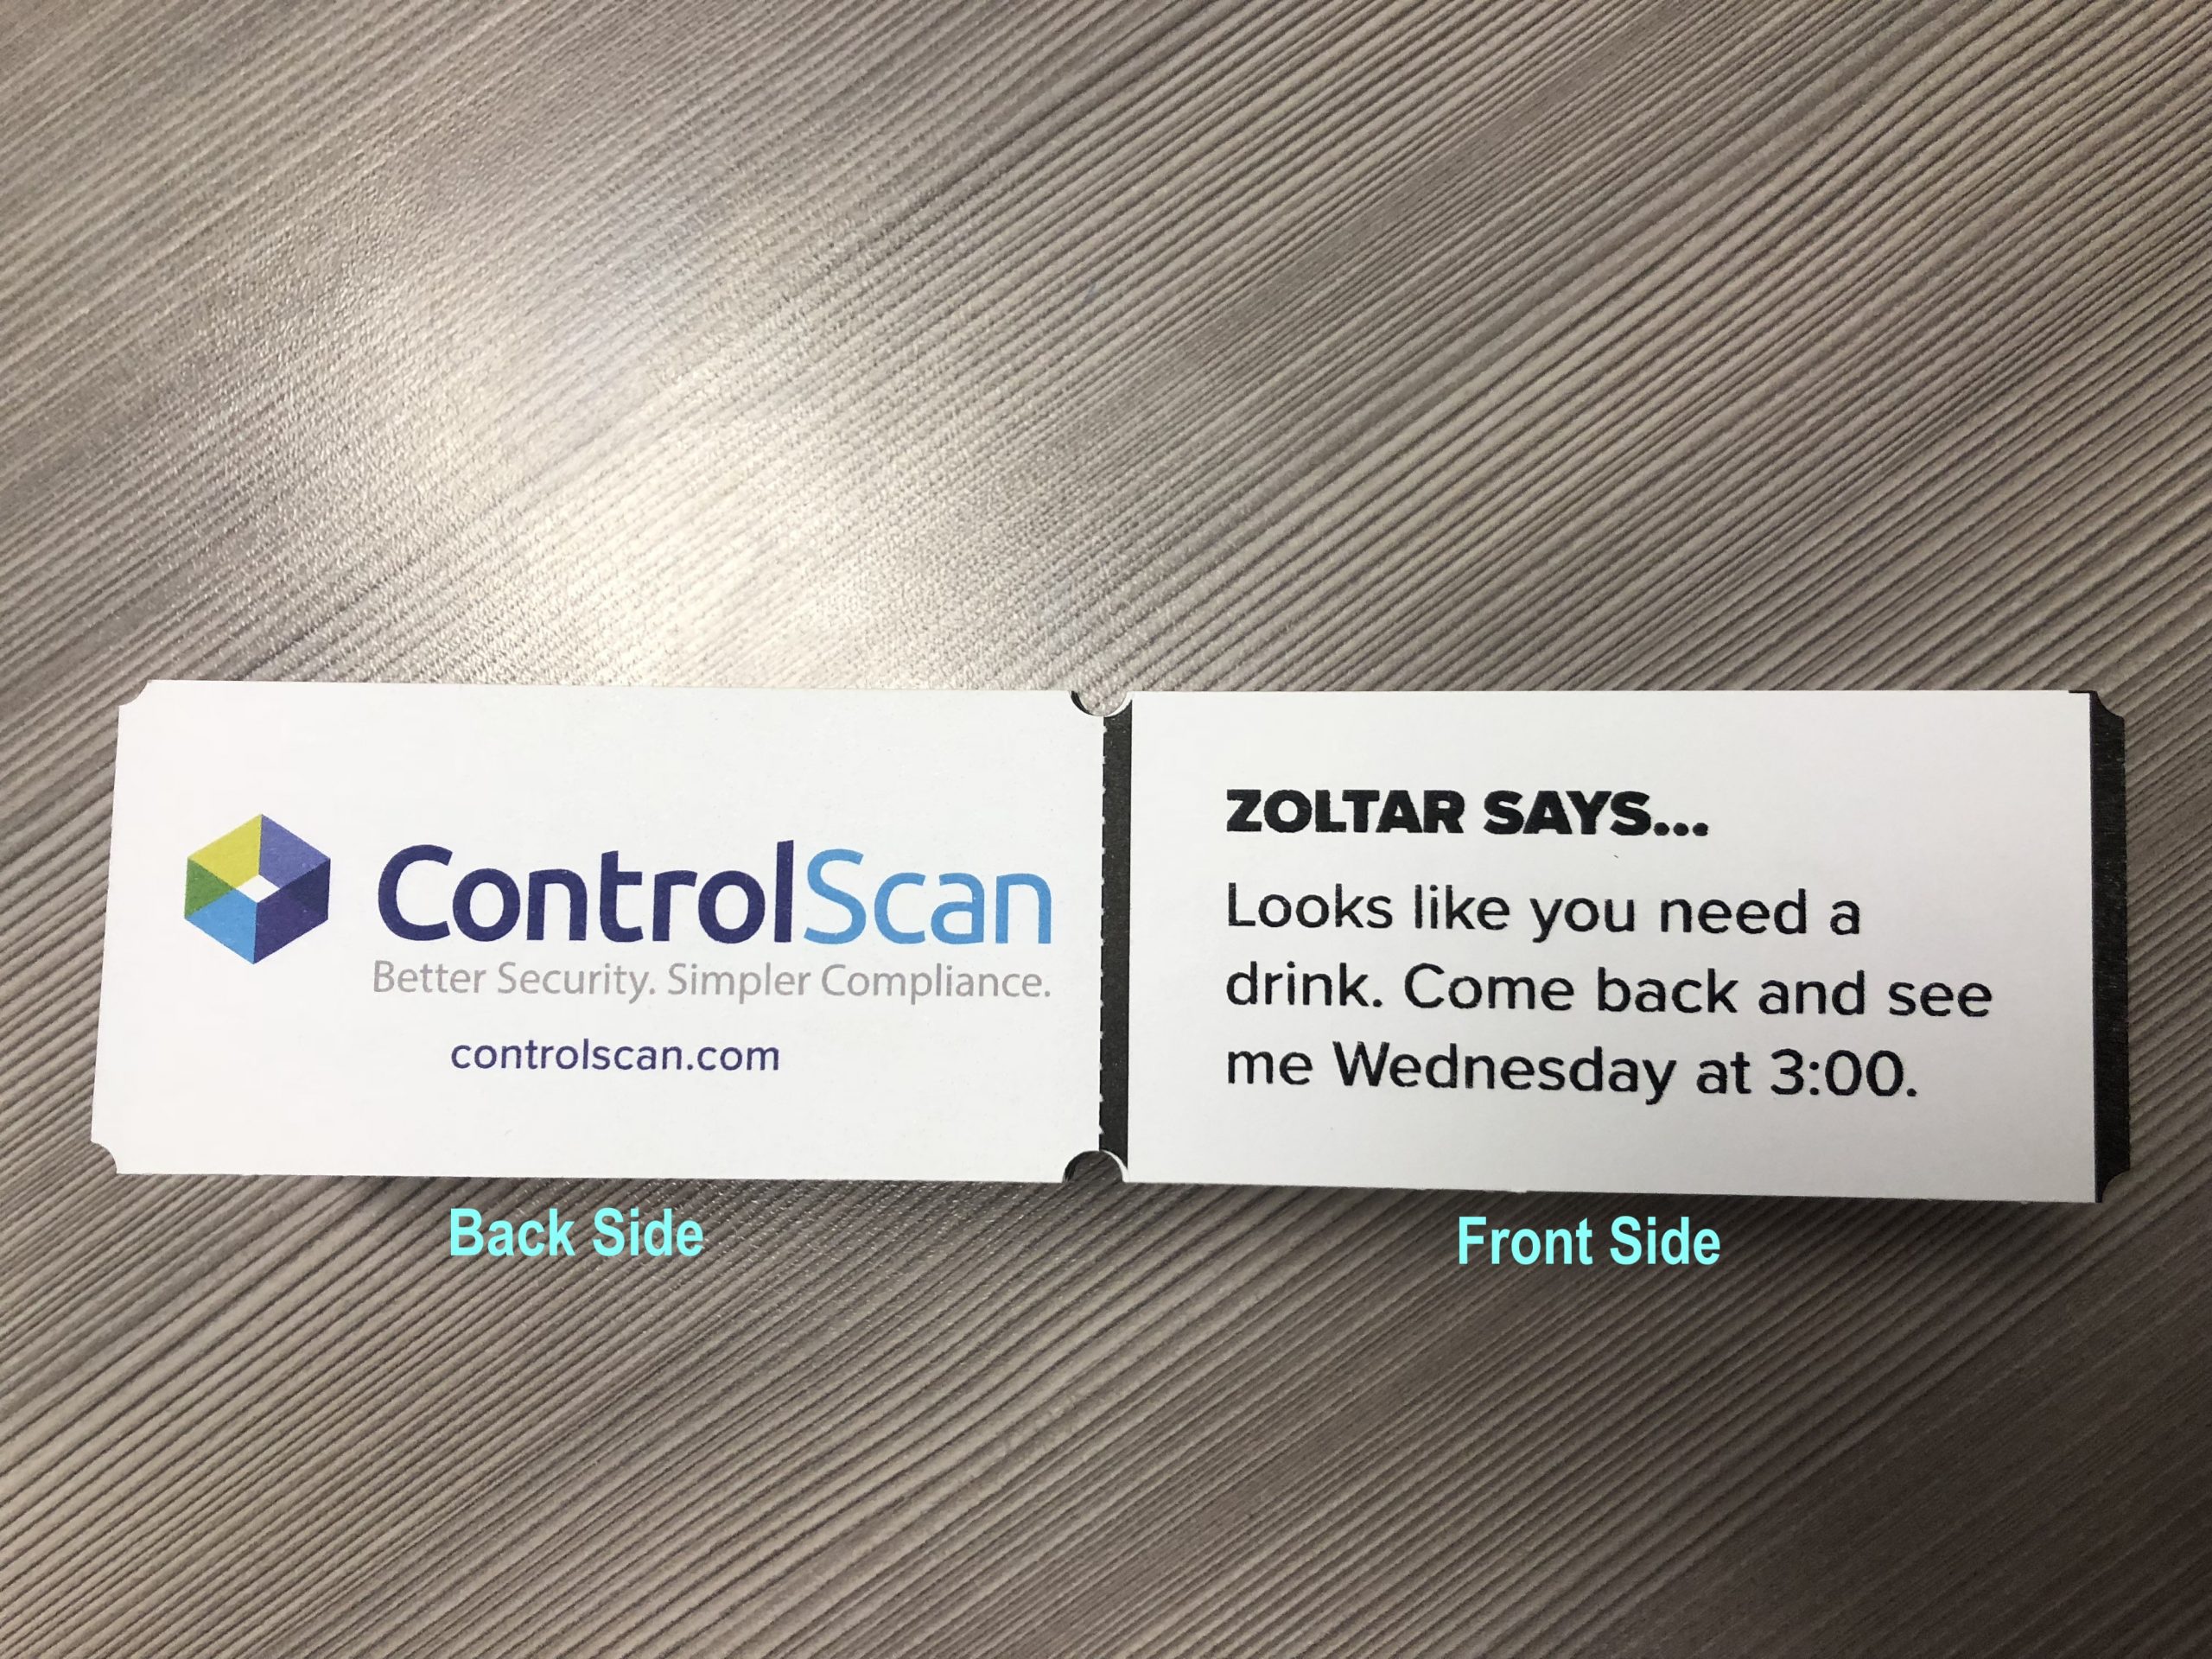 ControlScan
Better Security. Simpler Compliance.
controlscan.com
Back Side
ZOLTAR SAYS...
Looks like you need a
drink. Come back and see
me Wednesday at 3:00.
Front Side